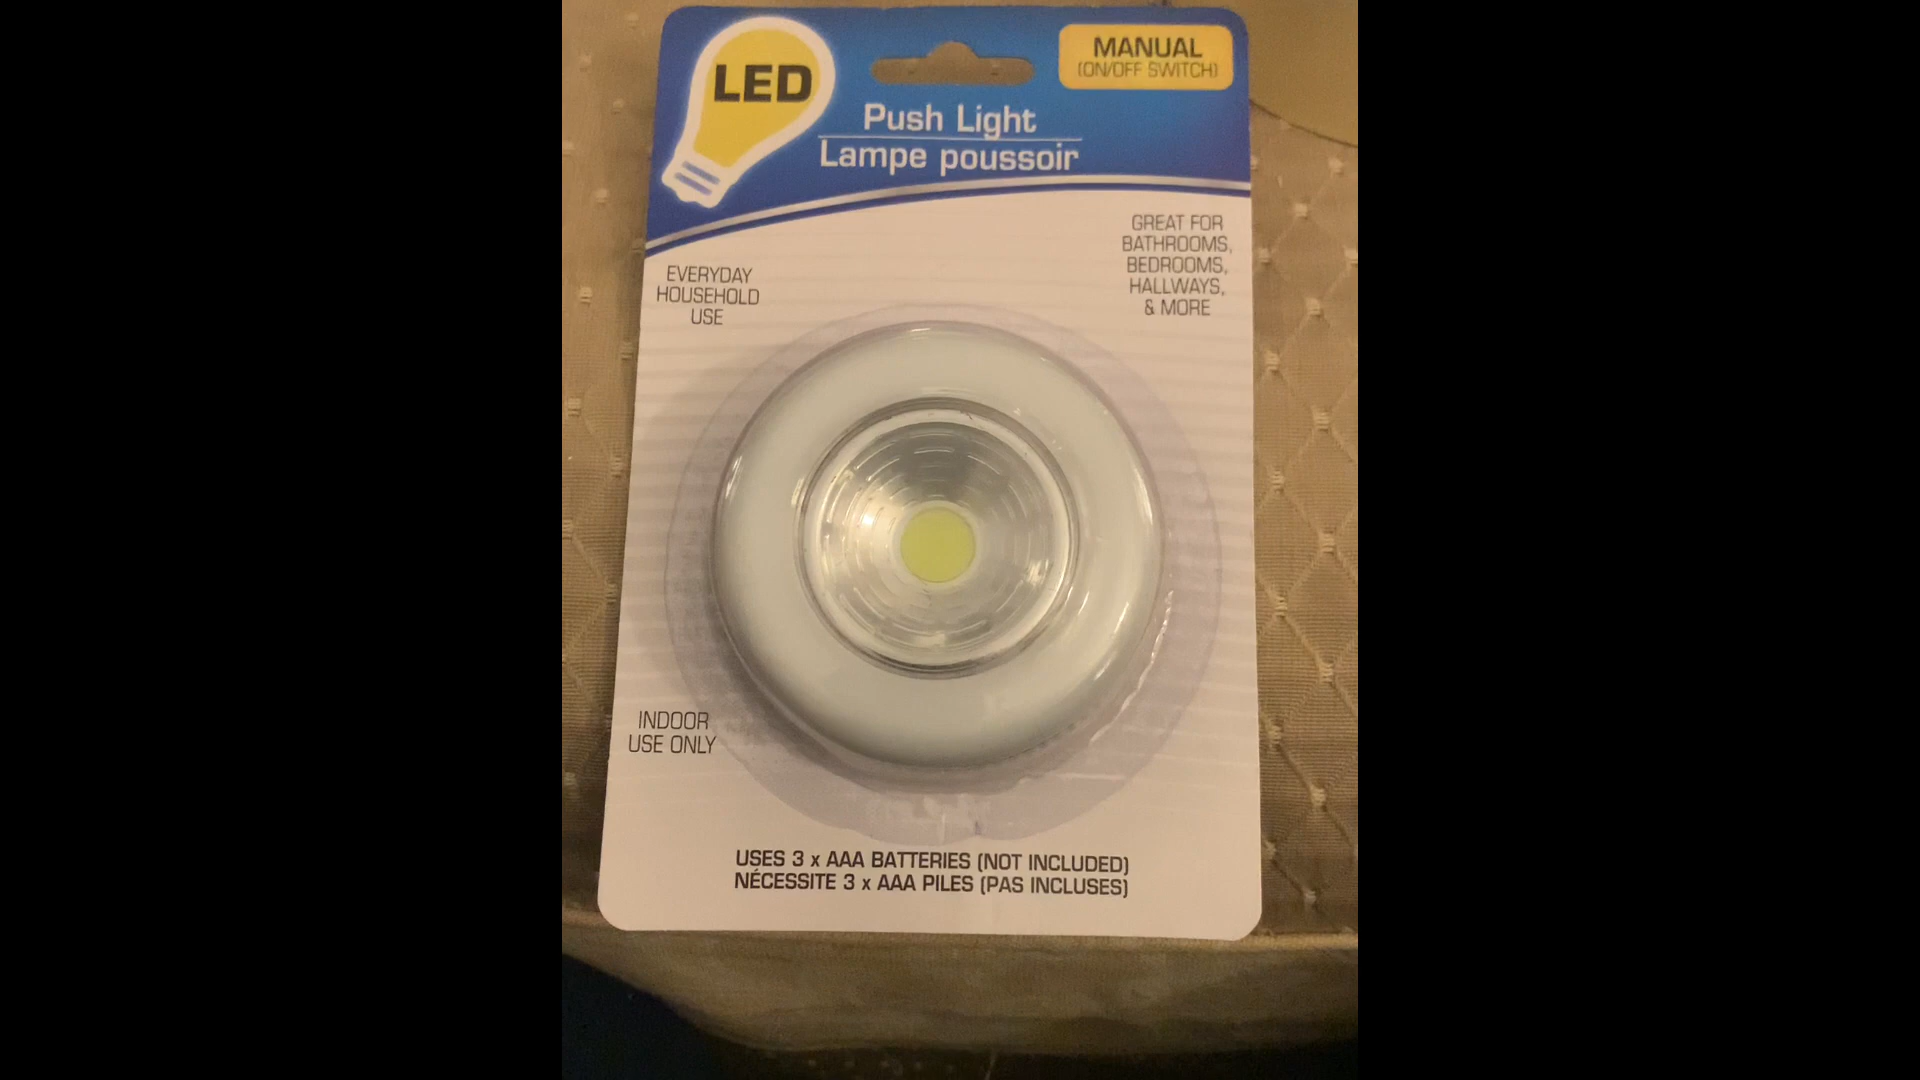 LED
MANUAL
(ON/OFF SWITCH)
Push Light
Lampe poussoir
GREAT FOR
BATHROOMS,
BEDROOMS,
HALLWAYS,
& MORE
EVERYDAY
HOUSEHOLD
USE
INDOOR
USE ONLY
USES 3 x AAA BATTERIES (NOT INCLUDED)
NÉCESSITE 3 x AAA PILES (PAS INCLUSES)